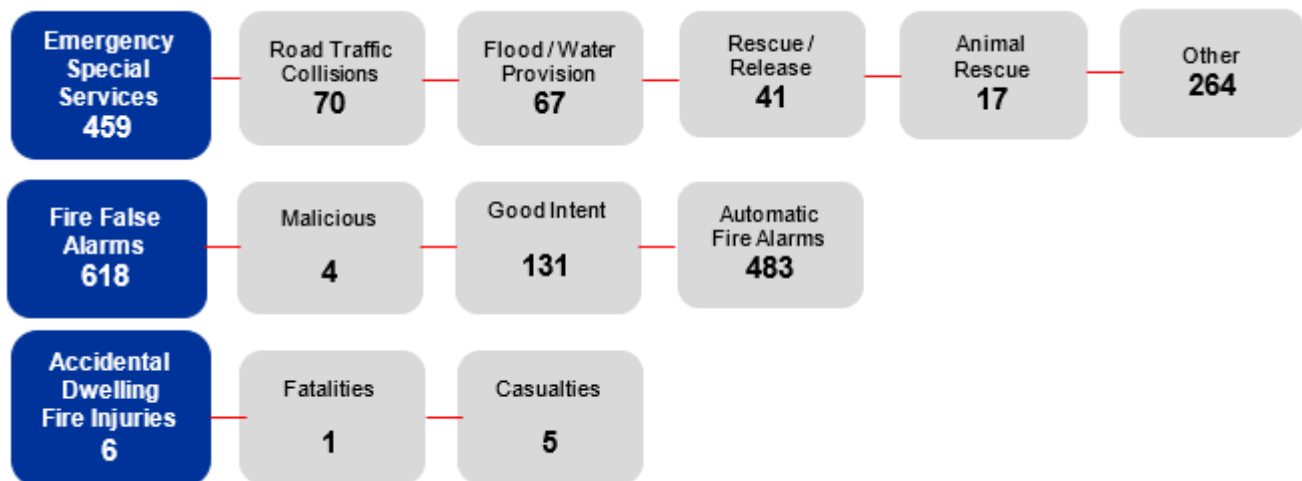 Emergency
Special
Services
459
Road Traffic
Collisions
70
Flood / Water
Provision
67
Rescue /
Release
41
Animal
Rescue
17
Other
264
Fire False
Alarms
618
Malicious
4
Good Intent
131
Automatic
Fire Alarms
483
Accidental
Dwelling
Fire Injuries
6
Fatalities
1
Casualties
5